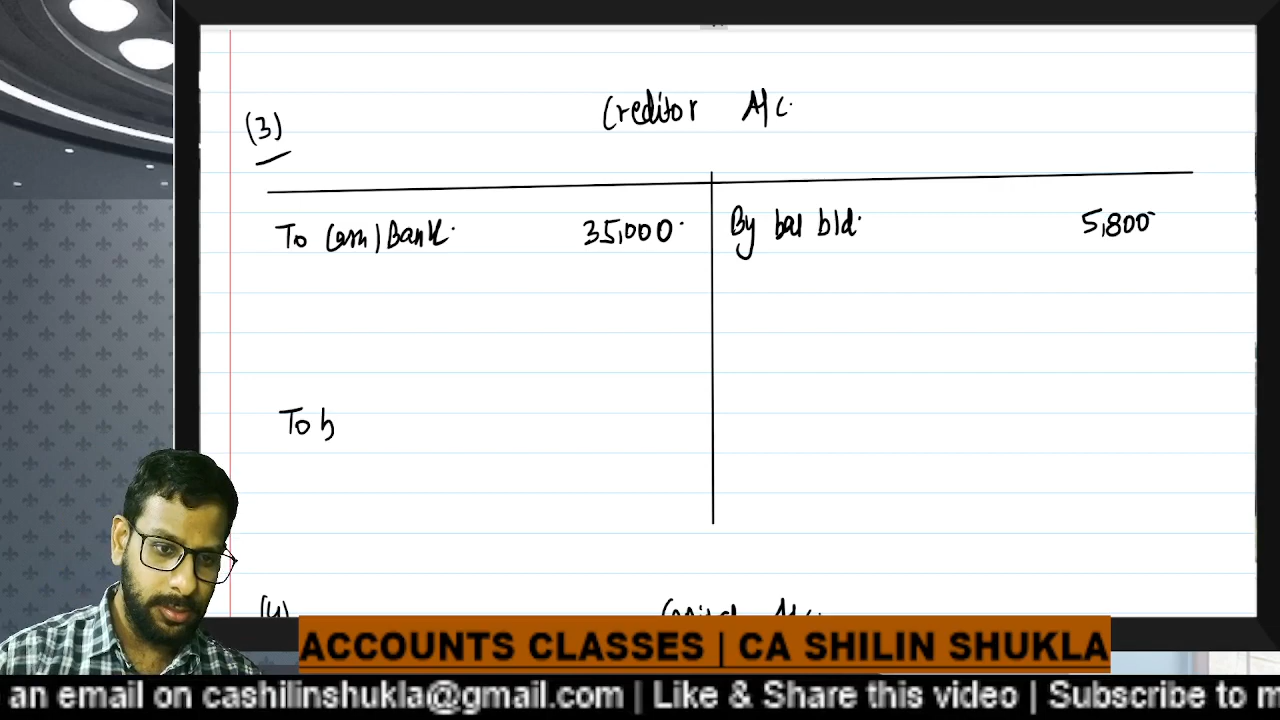 (3)
Creditor A/c.
To Cash/Bank. 35,000
By bal b/d. 5,800
To b
(4)
ACCOUNTS CLASSES | CA SHILIN SHUKLA
an email on cashilinshukla@gmail.com | Like & Share this video | Subscribe to m